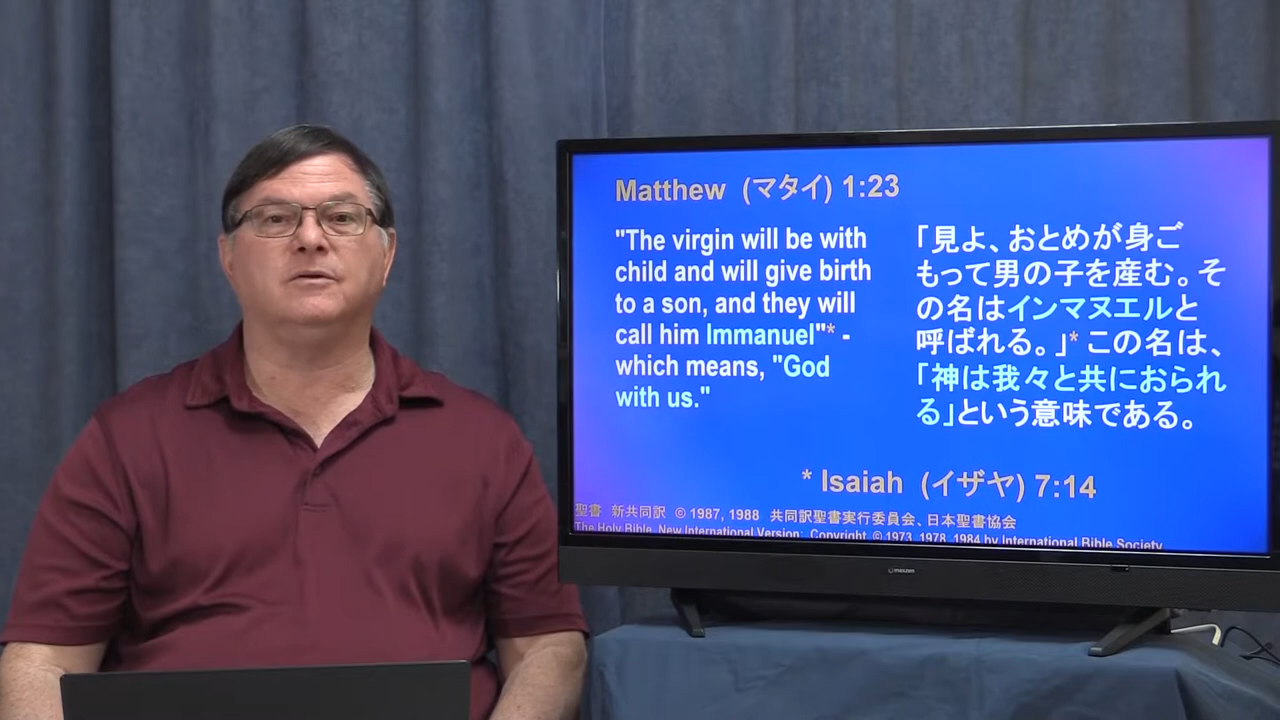 Matthew (マタイ) 1:23
"The virgin will be with
child and will give birth
to a son, and they will
call him Immanuel"* -
which means, "God
with us."
「見よ、おとめが身ご
もって男の子を産む。そ
の名はインマヌエルと
呼ばれる。」* この名は、
「神は我々と共におられ
る」という意味である。
* Isaiah (イザヤ) 7:14
聖書 新共同訳 © 1987, 1988 共同訳聖書実行委員会、日本聖書協会
The Holy Bible, New International Version; Copyright © 1973, 1978, 1984 by International Bible Society